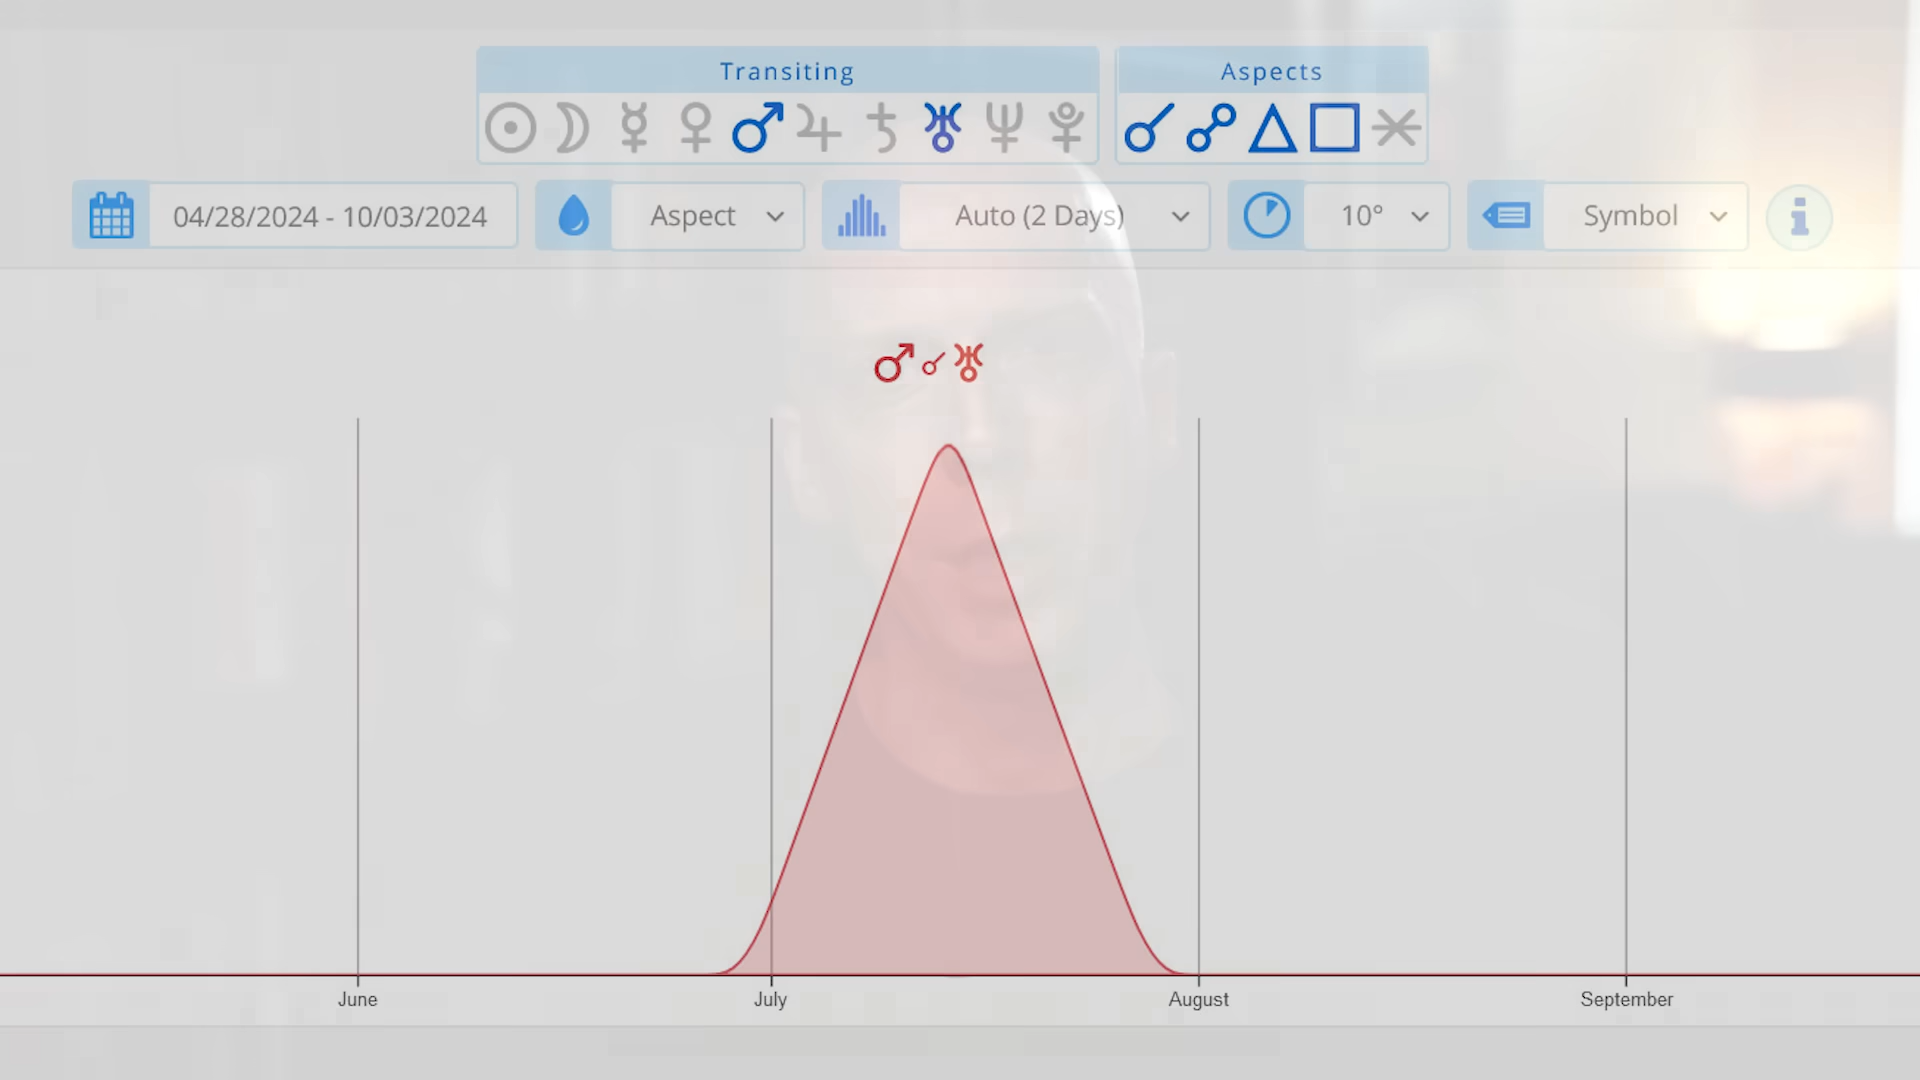 Transiting
Aspects
☉ ☽ ☿ ♀ ♂ ♃ ♄ ♅ ♆ ♇
☌ ☍ △ □ ⚹
04/28/2024 - 10/03/2024
Aspect
Auto (2 Days)
10°
Symbol
♂ ☌ ♅
June
July
August
September